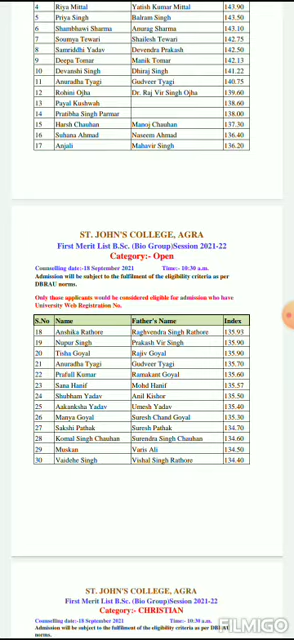 4 Riya Mittal Yatish Kumar Mittal 143.90
5 Priya Singh Balram Singh 143.50
6 Shambhawi Sharma Anurag Sharma 143.10
7 Soumya Tewari Shailesh Tewari 142.75
8 Samriddhi Yadav Devendra Prakash 142.50
9 Deepa Tomar Manik Tomar 142.13
10 Devanshi Singh Dhiraj Singh 141.22
11 Anuradha Tyagi Gudveer Tyagi 140.75
12 Rohini Ojha Dr. Raj Vir Singh Ojha 139.60
13 Payal Kushwah 138.60
14 Pratibha Singh Parmar 138.00
15 Harsh Chauhan Manoj Chauhan 137.30
16 Suhana Ahmad Naseem Ahmad 136.40
17 Anjali Mahavir Singh 136.20
ST. JOHN'S COLLEGE, AGRA
First Merit List B.Sc. (Bio Group)Session 2021-22
Category:- Open
Counselling date:-18 September 2021 Time:- 10:30 a.m.
Admission will be subject to the fulfilment of the eligibility criteria as per
DBRAU norms.
Only those applicants would be considered eligible for admission who have
University Web Registration No.
S.No Name Father's Name Index
18 Anshika Rathore Raghvendra Singh Rathore 135.93
19 Nupur Singh Prakash Vir Singh 135.90
20 Tisha Goyal Rajiv Goyal 135.90
21 Anuradha Tyagi Gudveer Tyagi 135.70
22 Prafull Kumar Ramakant Goyal 135.60
23 Sana Hanif Mohd Hanif 135.57
24 Shubham Yadav Anil Kishor 135.50
25 Aakanksha Yadav Umesh Yadav 135.40
26 Manya Goyal Suresh Chand Goyal 135.30
27 Sakshi Pathak Suresh Pathak 134.70
28 Komal Singh Chauhan Surendra Singh Chauhan 134.60
29 Muskan Varis Ali 134.50
30 Vaidehe Singh Vishal Singh Rathore 134.40
ST. JOHN'S COLLEGE, AGRA
First Merit List B.Sc. (Bio Group)Session 2021-22
Category:- CHRISTIAN
Counselling date:-18 September 2021 Time:- 10:30 a.m.
Admission will be subject to the fulfilment of the eligibility criteria as per DBRAU
norms.
FILMIGO